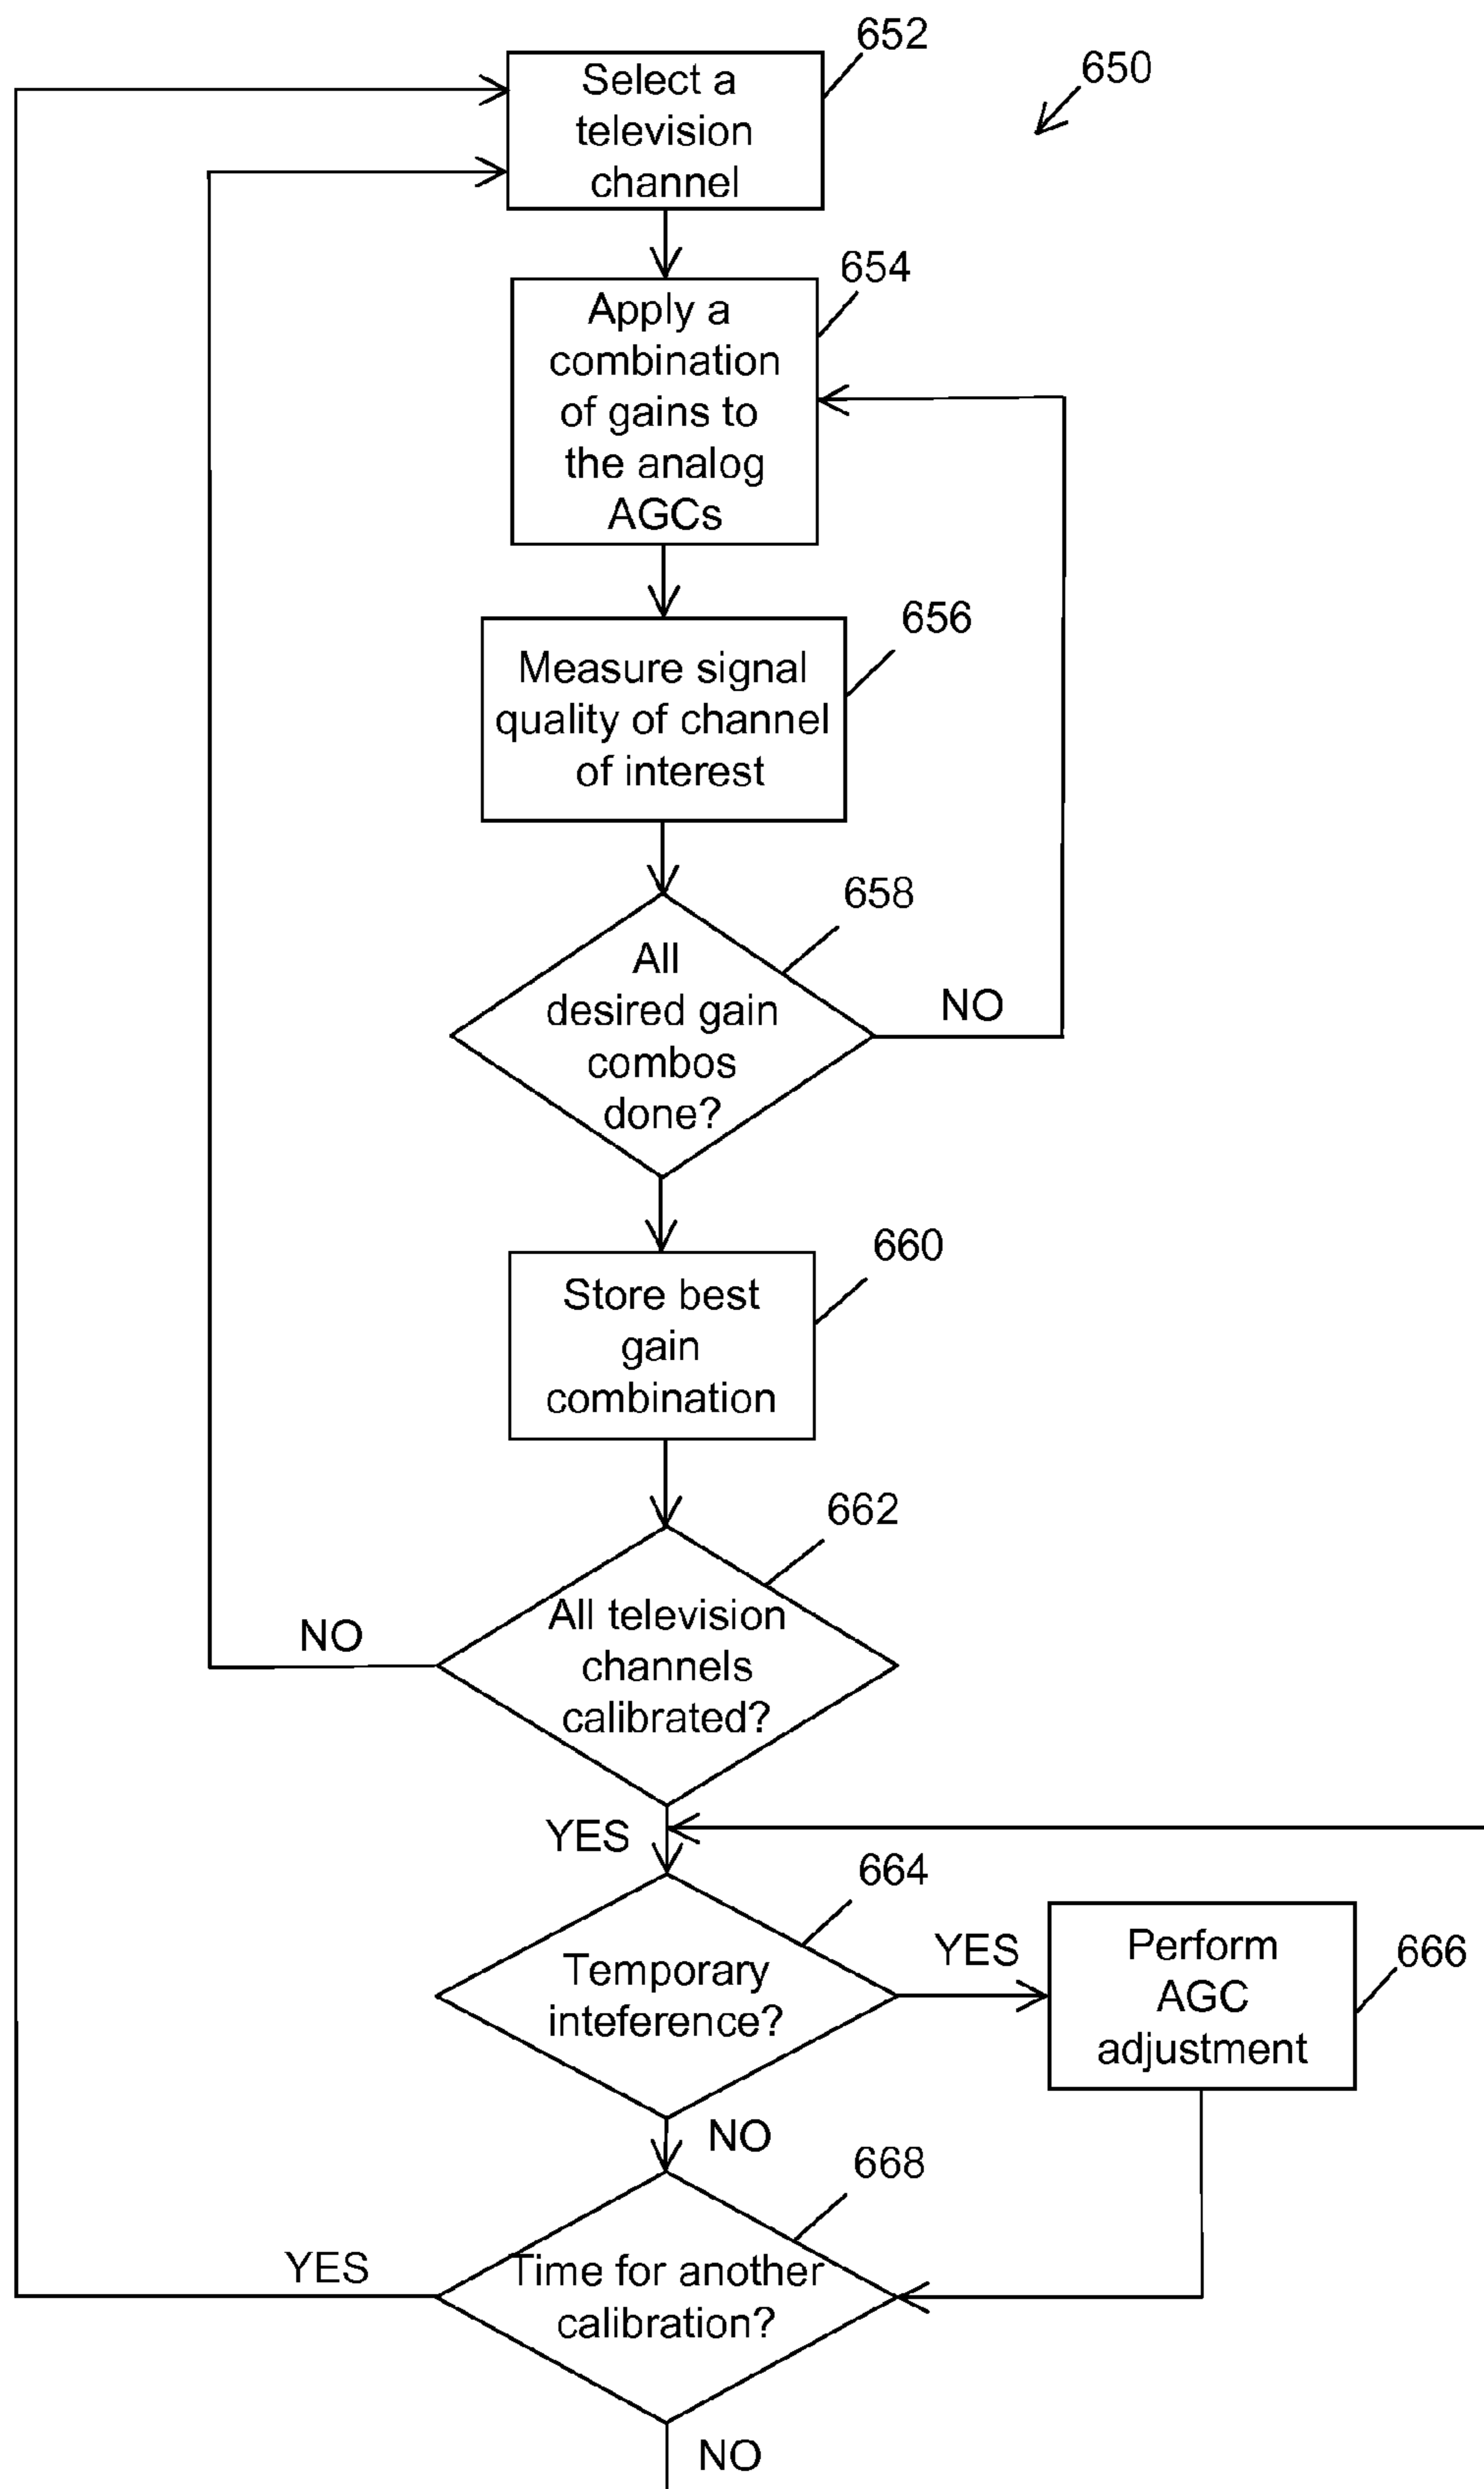 652
650
Select a
television
channel
654
Apply a
combination
of gains to
the analog
AGCs
656
Measure signal
quality of channel
of interest
658
All
desired gain
combos
done?
NO
660
Store best
gain
combination
662
All television
channels
calibrated?
NO
YES
664
Temporary
inteference?
YES
Perform
AGC
adjustment
666
NO
668
Time for another
calibration?
YES
NO